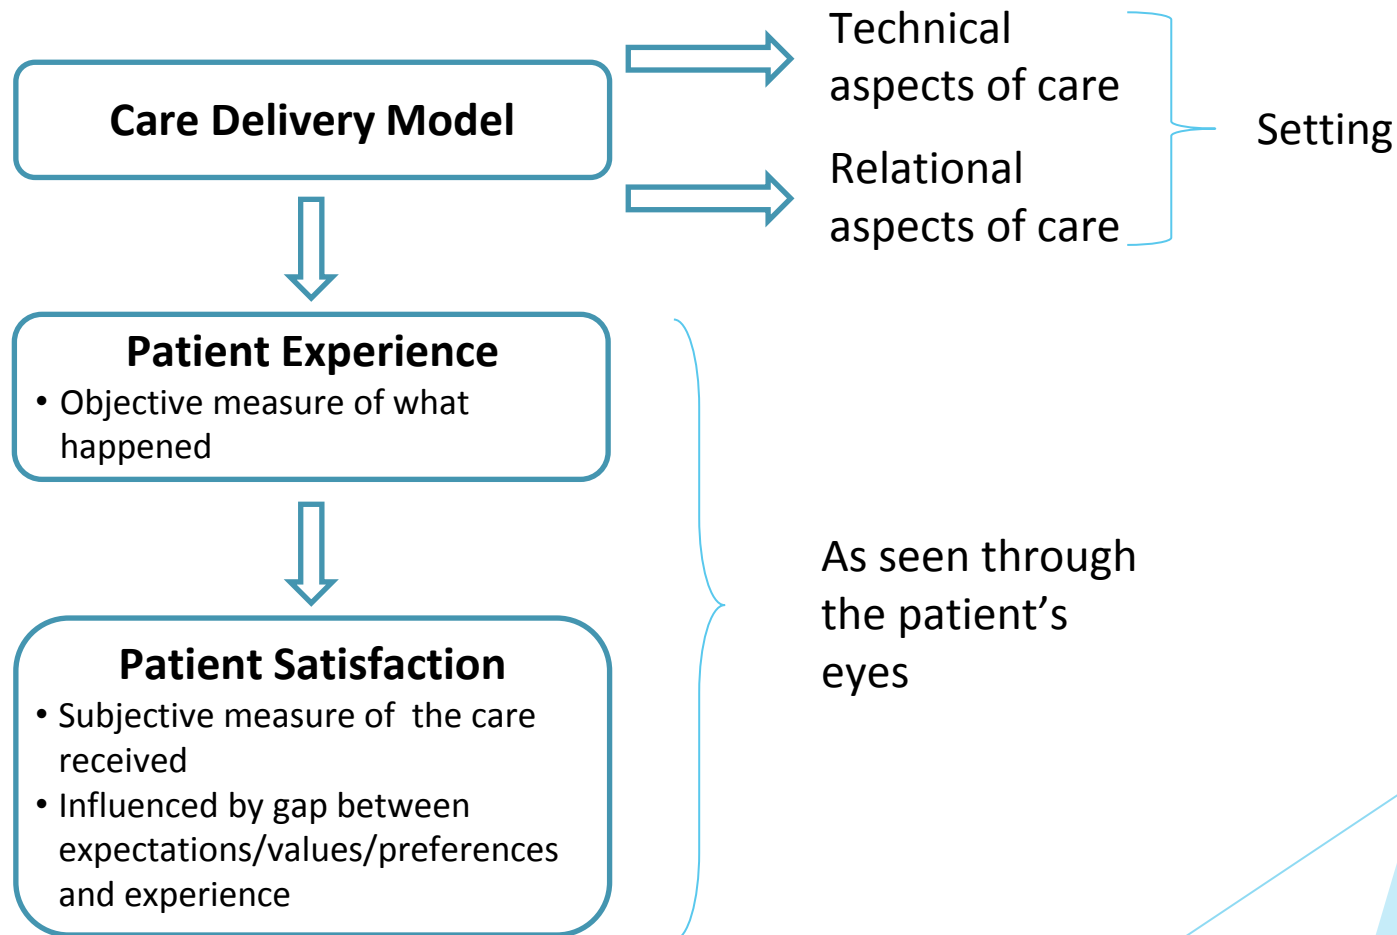 Care Delivery Model
Technical
aspects of care
Relational
aspects of care
Setting
Patient Experience
• Objective measure of what
happened
Patient Satisfaction
• Subjective measure of  the care
received
• Influenced by gap between
expectations/values/preferences
and experience
As seen through
the patient’s
eyes